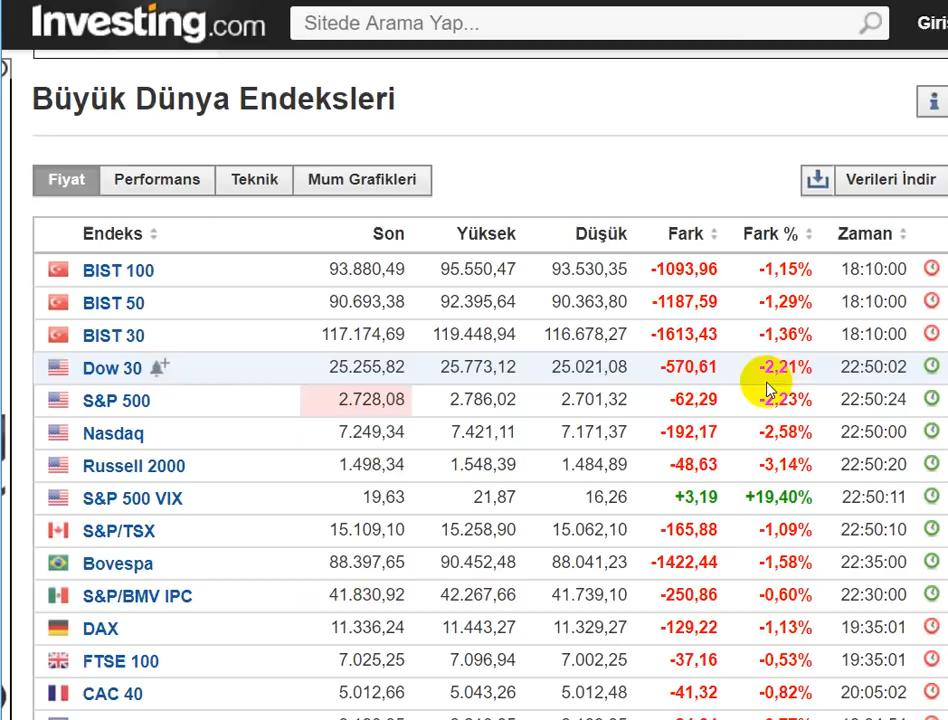 Investing.com Sitede Arama Yap... Giri
Büyük Dünya Endeksleri
Fiyat Performans Teknik Mum Grafikleri Verileri İndir
Endeks Son Yüksek Düşük Fark Fark % Zaman
BIST 100 93.880,49 95.550,47 93.530,35 -1093,96 -1,15% 18:10:00
BIST 50 90.693,38 92.395,64 90.363,80 -1187,59 -1,29% 18:10:00
BIST 30 117.174,69 119.448,94 116.678,27 -1613,43 -1,36% 18:10:00
Dow 30 25.255,82 25.773,12 25.021,08 -570,61 -2,21% 22:50:02
S&P 500 2.728,08 2.786,02 2.701,32 -62,29 -2,23% 22:50:24
Nasdaq 7.249,34 7.421,11 7.171,37 -192,17 -2,58% 22:50:00
Russell 2000 1.498,34 1.548,39 1.484,89 -48,63 -3,14% 22:50:20
S&P 500 VIX 19,63 21,87 16,26 +3,19 +19,40% 22:50:11
S&P/TSX 15.109,10 15.258,90 15.062,10 -165,88 -1,09% 22:50:10
Bovespa 88.397,65 90.452,48 88.041,23 -1422,44 -1,58% 22:35:00
S&P/BMV IPC 41.830,92 42.267,66 41.739,10 -250,86 -0,60% 22:30:00
DAX 11.336,24 11.443,27 11.329,27 -129,22 -1,13% 19:35:01
FTSE 100 7.025,25 7.096,94 7.002,25 -37,16 -0,53% 19:35:01
CAC 40 5.012,66 5.043,26 5.012,48 -41,32 -0,82% 20:05:02